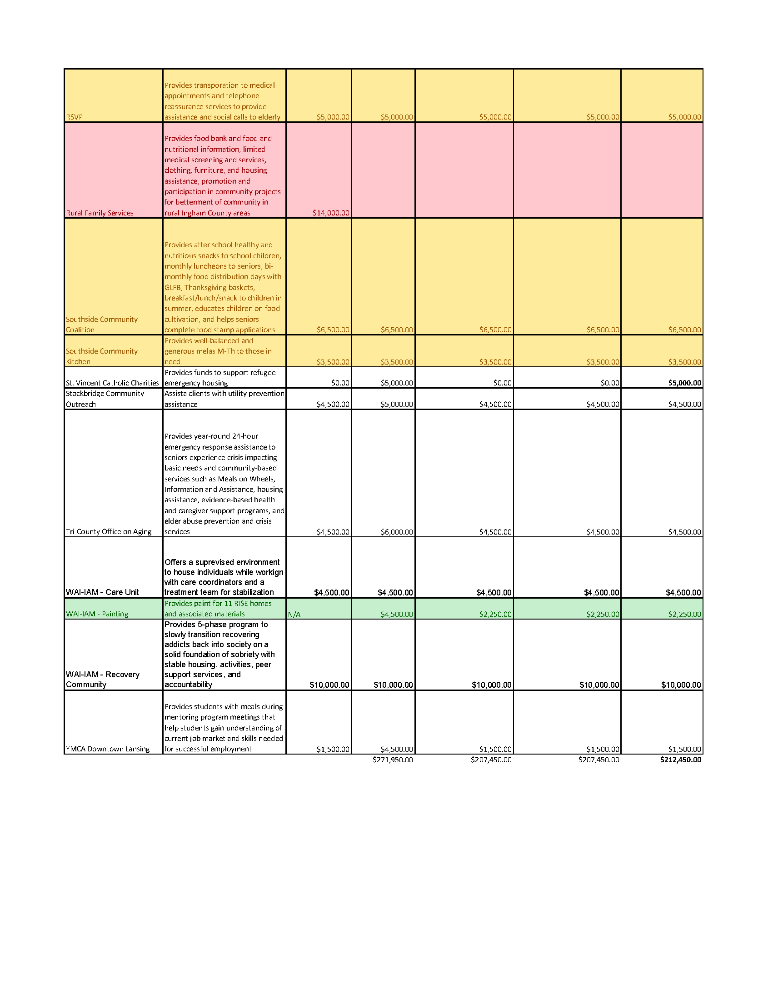 Provides transporation to medical
appointments and telephone
reassurance services to provide
RSVP assistance and social calls to elderly $5,000.00 $5,000.00 $5,000.00 $5,000.00 $5,000.00
Provides food bank and food and
nutritional information, limited
medical screening and services,
clothing, furniture, and housing
assistance, promotion and
participation in community projects
for betterment of community in
Rural Family Services rural Ingham County areas $14,000.00
Provides after school healthy and
nutritious snacks to school children,
monthly luncheons to seniors, bi-
monthly food distribution days with
GLFB, Thanksgiving baskets,
breakfast/lunch/snack to children in
summer, educates children on food
Southside Community cultivation, and helps seniors
Coalition complete food stamp applications $6,500.00 $6,500.00 $6,500.00 $6,500.00 $6,500.00
Provides well-balanced and
Southside Community generous melas M-Th to those in
Kitchen need $3,500.00 $3,500.00 $3,500.00 $3,500.00 $3,500.00
Provides funds to support refugee
St. Vincent Catholic Charities emergency housing $0.00 $5,000.00 $0.00 $0.00 $5,000.00
Stockbridge Community Assista clients with utility prevention
Outreach assistance $4,500.00 $5,000.00 $4,500.00 $4,500.00 $4,500.00
Provides year-round 24-hour
emergency response assistance to
seniors experience crisis impacting
basic needs and community-based
services such as Meals on Wheels,
Information and Assistance, housing
assistance, evidence-based health
and caregiver support programs, and
elder abuse prevention and crisis
Tri-County Office on Aging services $4,500.00 $6,000.00 $4,500.00 $4,500.00 $4,500.00
Offers a suprevised environment
to house individuals while workign
with care coordinators and a
WAI-IAM - Care Unit treatment team for stabilization $4,500.00 $4,500.00 $4,500.00 $4,500.00 $4,500.00
Provides paint for 11 RISE homes
WAI-IAM - Painting and associated materials N/A $4,500.00 $2,250.00 $2,250.00 $2,250.00
Provides 5-phase program to
slowly transition recovering
addicts back into society on a
solid foundation of sobriety with
stable housing, activities, peer
WAI-IAM - Recovery support services, and
Community accountability $10,000.00 $10,000.00 $10,000.00 $10,000.00 $10,000.00
Provides students with meals during
mentoring program meetings that
help students gain understanding of
current job market and skills needed
YMCA Downtown Lansing for successful employment $1,500.00 $4,500.00 $1,500.00 $1,500.00 $1,500.00
$271,950.00 $207,450.00 $207,450.00 $212,450.00